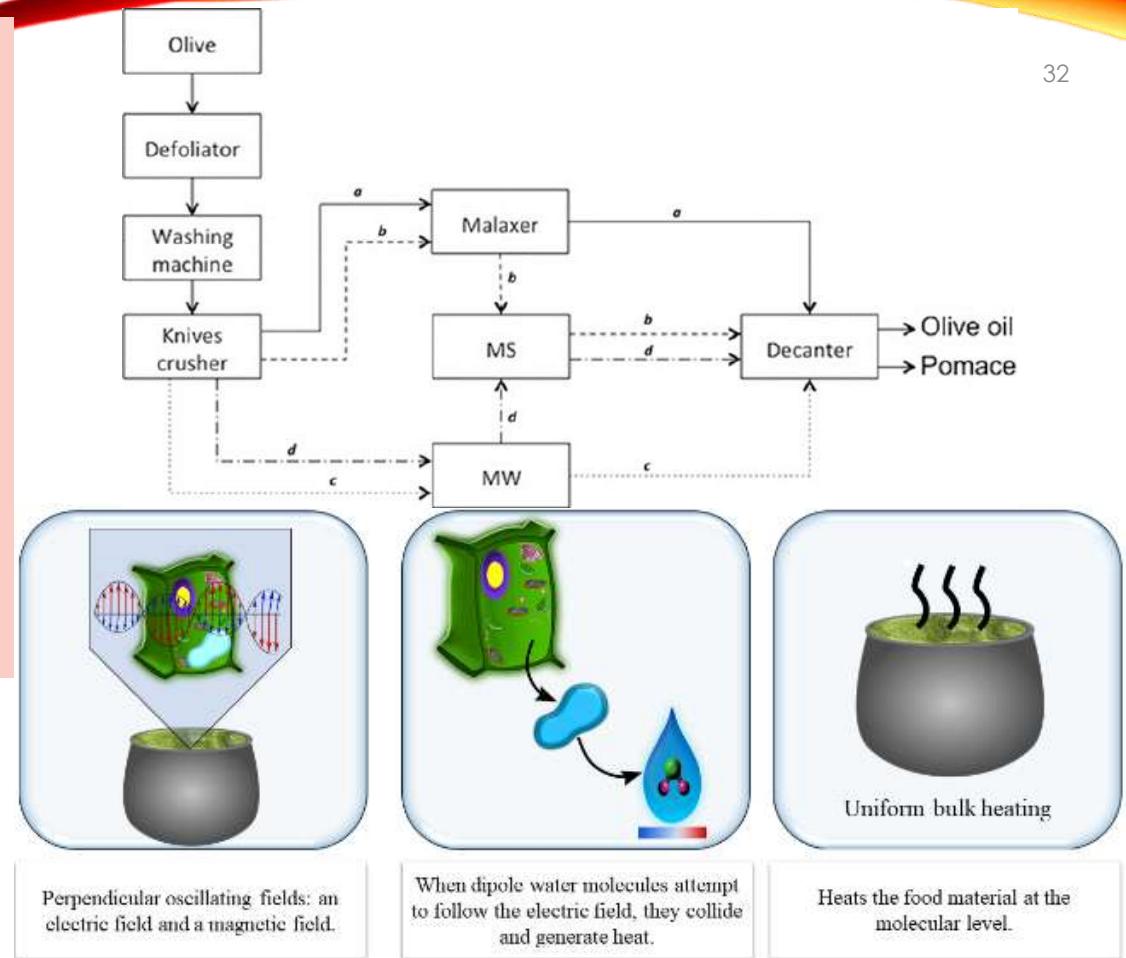 32
Olive
Defoliator
Washing
machine
Knives
crusher
a
b
Malaxer
a
b
MS
b
d
Decanter
Olive oil
Pomace
d
c
d
MW
c
Uniform bulk heating
Perpendicular oscillating fields: an
electric field and a magnetic field.
When dipole water molecules attempt
to follow the electric field, they collide
and generate heat.
Heats the food material at the
molecular level.